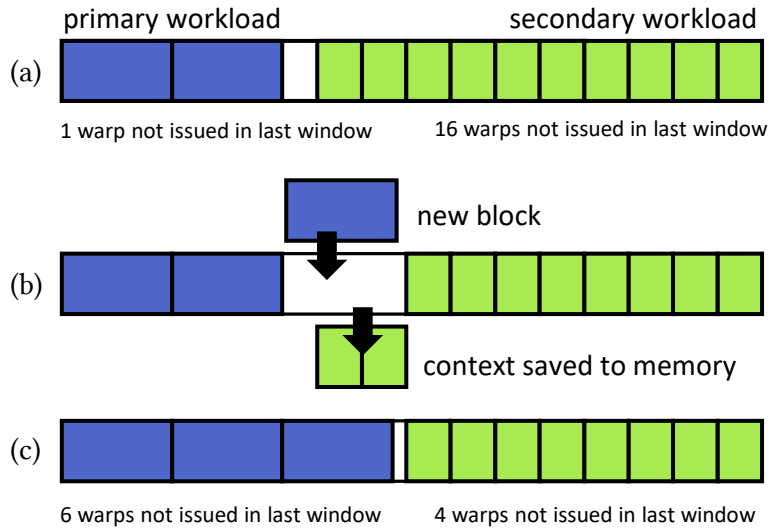 primary workload
secondary workload
(a)
1 warp not issued in last window
16 warps not issued in last window
new block
(b)
context saved to memory
(c)
6 warps not issued in last window
4 warps not issued in last window